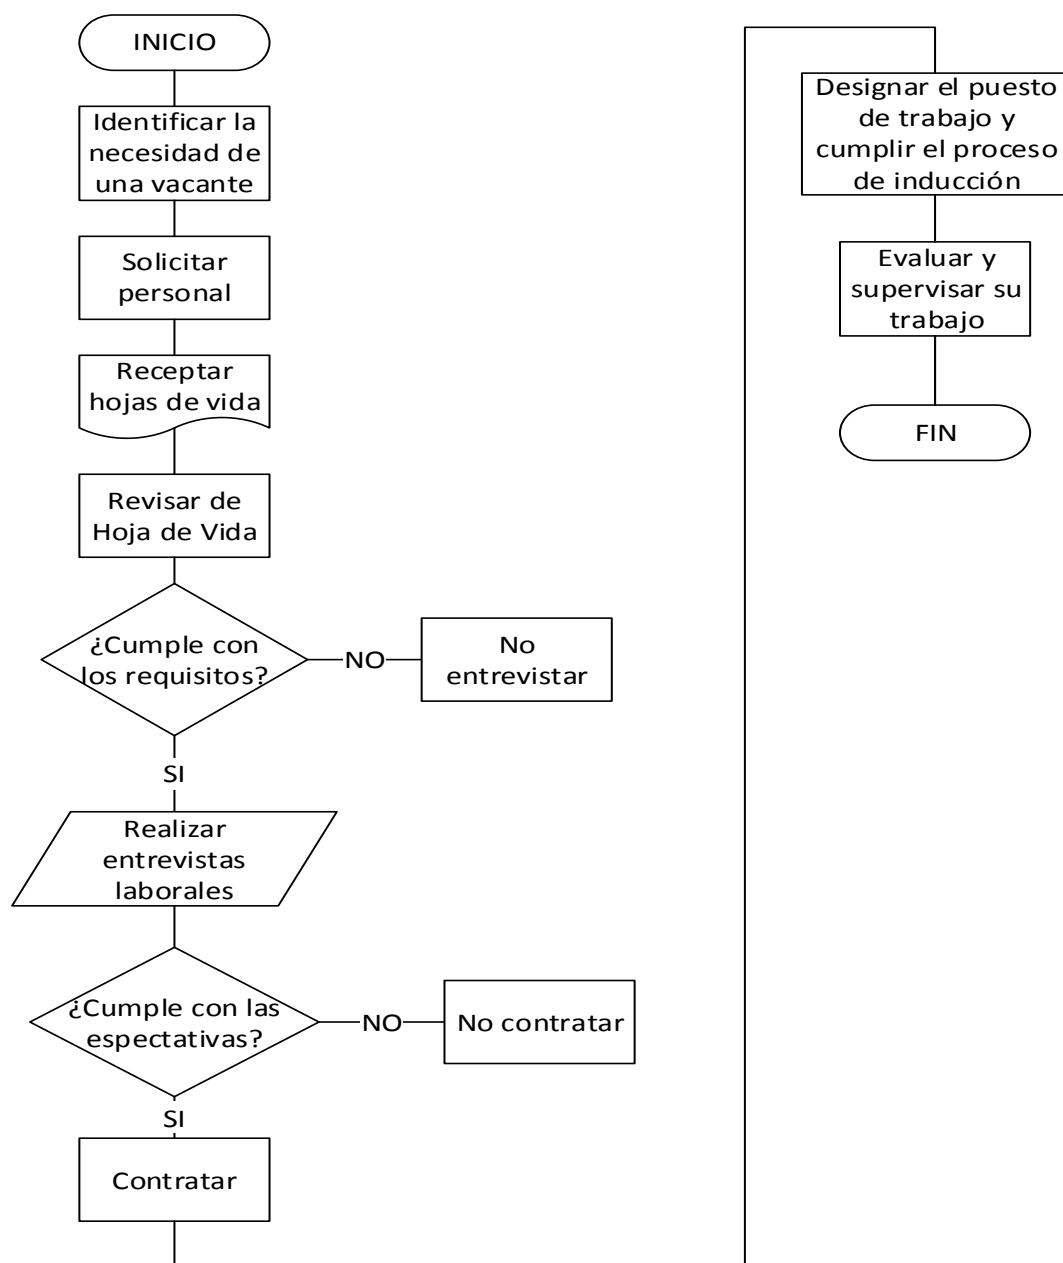 INICIO
Identificar la
necesidad de
una vacante
Solicitar
personal
Receptar
hojas de vida
Revisar de
Hoja de Vida
¿Cumple con
los requisitos?
NO
No
entrevistar
SI
Realizar
entrevistas
laborales
¿Cumple con las
espectativas?
NO
No contratar
SI
Contratar
Designar el puesto
de trabajo y
cumplir el proceso
de inducción
Evaluar y
supervisar su
trabajo
FIN